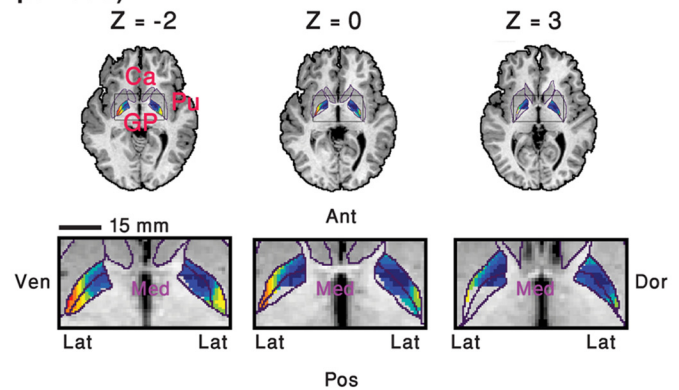 Z = -2 Z = 0 Z = 3
Ca
Pu
GP
15 mm
Ant
Ven Med Med Med Dor
Lat Lat Lat Lat Lat Lat
Pos